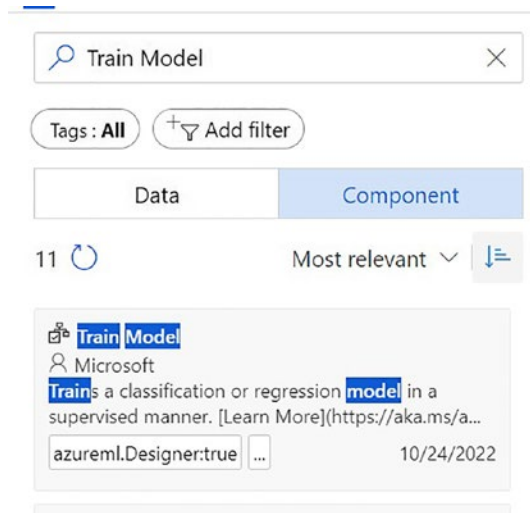 Train Model
Tags : All
Add filter
Data
Component
11
Most relevant
Train Model
Microsoft
Trains a classification or regression model in a
supervised manner. [Learn More](https://aka.ms/a...
azureml.Designer:true
...
10/24/2022